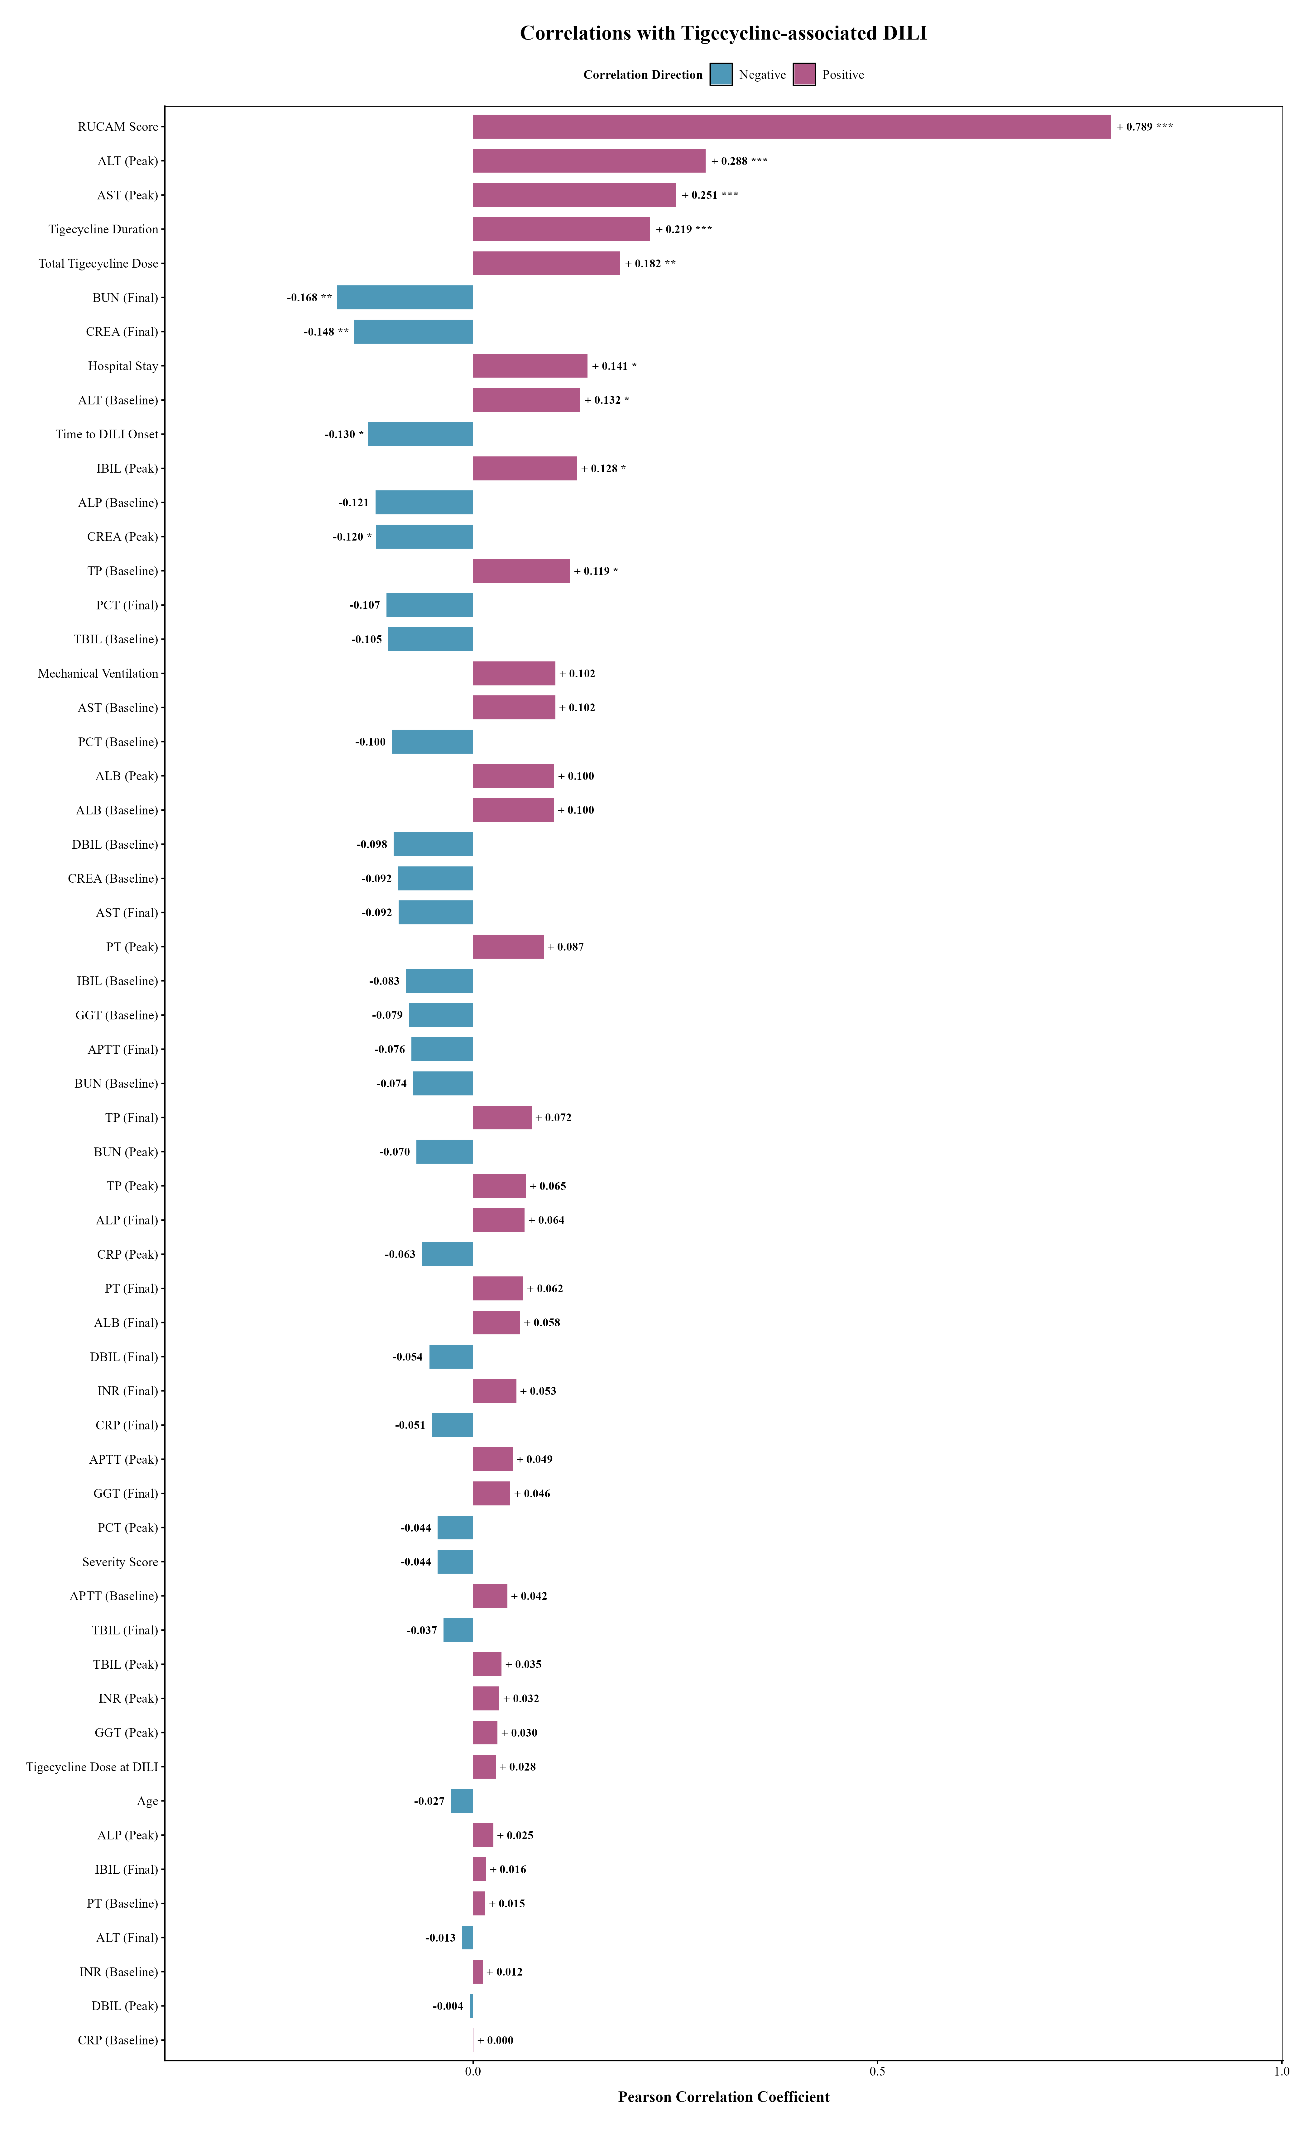 Correlations with Tigecycline-associated DILI
Correlation Direction Negative Positive
RUCAM Score + 0.789 ***
ALT (Peak) + 0.288 ***
AST (Peak) + 0.251 ***
Tigecycline Duration + 0.219 ***
Total Tigecycline Dose + 0.182 **
BUN (Final) -0.168 **
CREA (Final) -0.148 **
Hospital Stay + 0.141 *
ALT (Baseline) + 0.132 *
Time to DILI Onset -0.130 *
IBIL (Peak) + 0.128 *
ALP (Baseline) -0.121
CREA (Peak) -0.120 *
TP (Baseline) + 0.119 *
PCT (Final) -0.107
TBIL (Baseline) -0.105
Mechanical Ventilation + 0.102
AST (Baseline) + 0.102
PCT (Baseline) -0.100
ALB (Peak) + 0.100
ALB (Baseline) + 0.100
DBIL (Baseline) -0.098
CREA (Baseline) -0.092
AST (Final) -0.092
PT (Peak) + 0.087
IBIL (Baseline) -0.083
GGT (Baseline) -0.079
APTT (Final) -0.076
BUN (Baseline) -0.074
TP (Final) + 0.072
BUN (Peak) -0.070
TP (Peak) + 0.065
ALP (Final) + 0.064
CRP (Peak) -0.063
PT (Final) + 0.062
ALB (Final) + 0.058
DBIL (Final) -0.054
INR (Final) + 0.053
CRP (Final) -0.051
APTT (Peak) + 0.049
GGT (Final) + 0.046
PCT (Peak) -0.044
Severity Score -0.044
APTT (Baseline) + 0.042
TBIL (Final) -0.037
TBIL (Peak) + 0.035
INR (Peak) + 0.032
GGT (Peak) + 0.030
Tigecycline Dose at DILI + 0.028
Age -0.027
ALP (Peak) + 0.025
IBIL (Final) + 0.016
PT (Baseline) + 0.015
ALT (Final) -0.013
INR (Baseline) + 0.012
DBIL (Peak) -0.004
CRP (Baseline) + 0.000
0.0 0.5 1.0
Pearson Correlation Coefficient